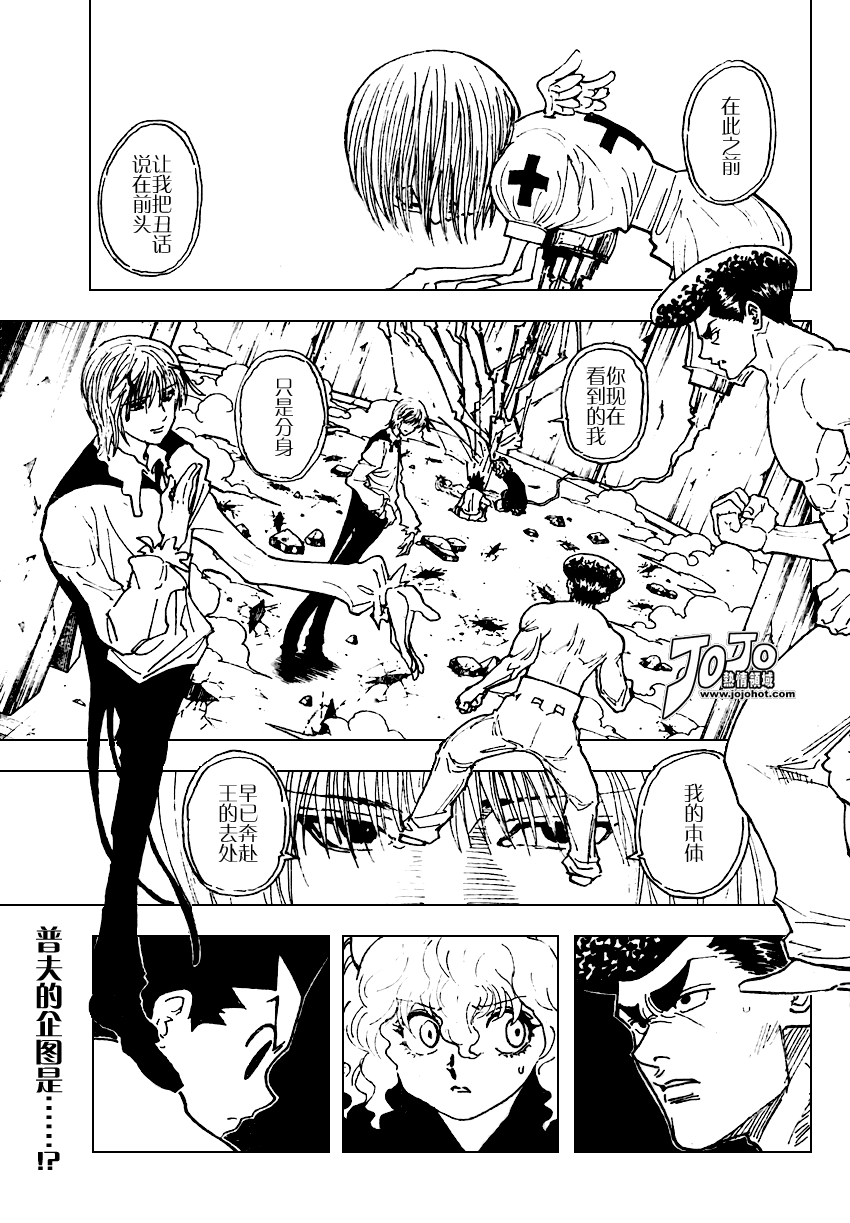 在此之前
让我把丑话
说在前头
你现在
看到的我
只是分身
JOJO
熱情領域
www.jojohot.com
我的本体
早已奔赴
王的去处
普夫的企图是……!?